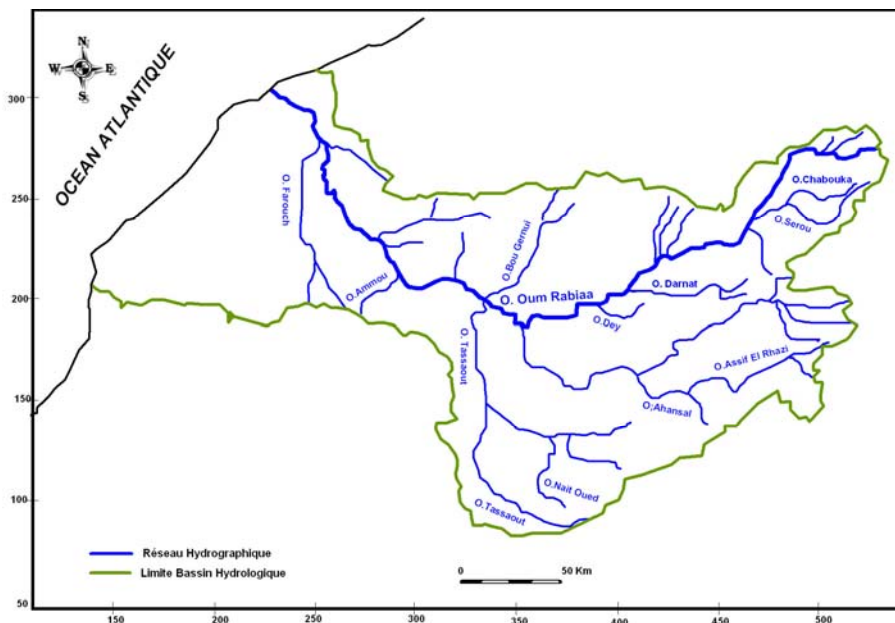 N
W
E
S
OCEAN ATLANTIQUE
300
250
200
150
100
50
O. Farouch
O.Ammou
O.Bou Gernui
O. Oum Rabiaa
O. Tassaout
O.Chabouka
O.Serou
O. Darnat
O.Dey
O.Assif El Rhazi
O;Ahansal
O.Nait Oued
O.Tassaout
Réseau Hydrographique
Limite Bassin Hydrologique
0
50 Km
150
200
250
300
350
400
450
500